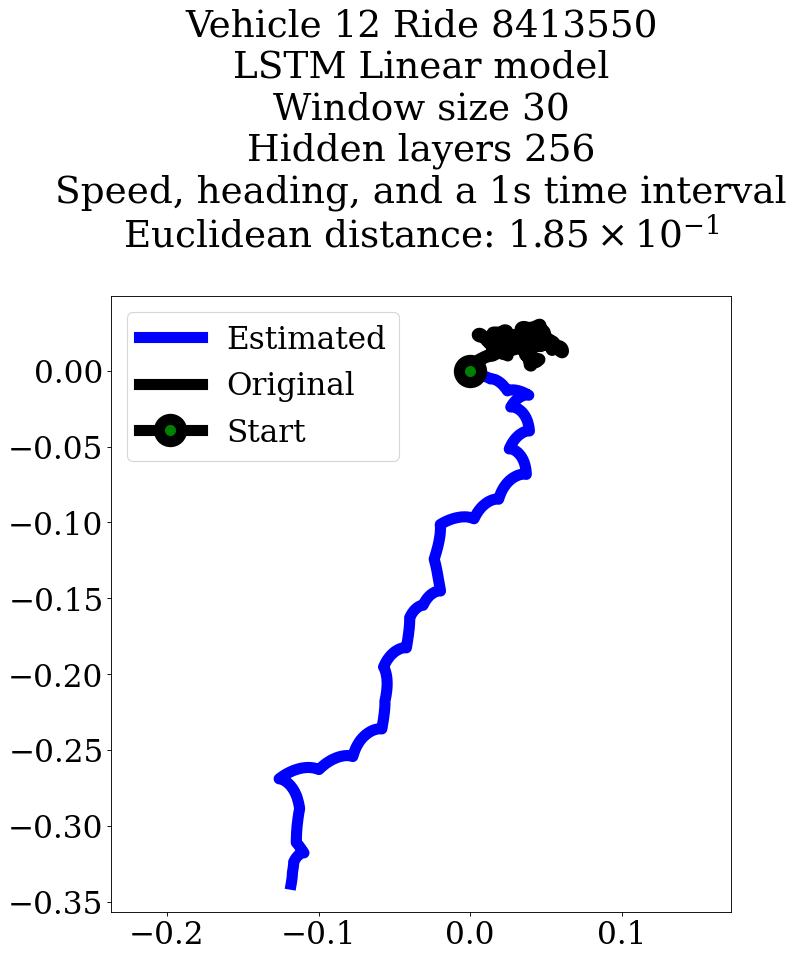 Vehicle 12 Ride 8413550
LSTM Linear model
Window size 30
Hidden layers 256
Speed, heading, and a 1s time interval
Euclidean distance: 1.85 × 10⁻¹
Estimated
Original
Start
0.00
−0.05
−0.10
−0.15
−0.20
−0.25
−0.30
−0.35
−0.2 −0.1 0.0 0.1